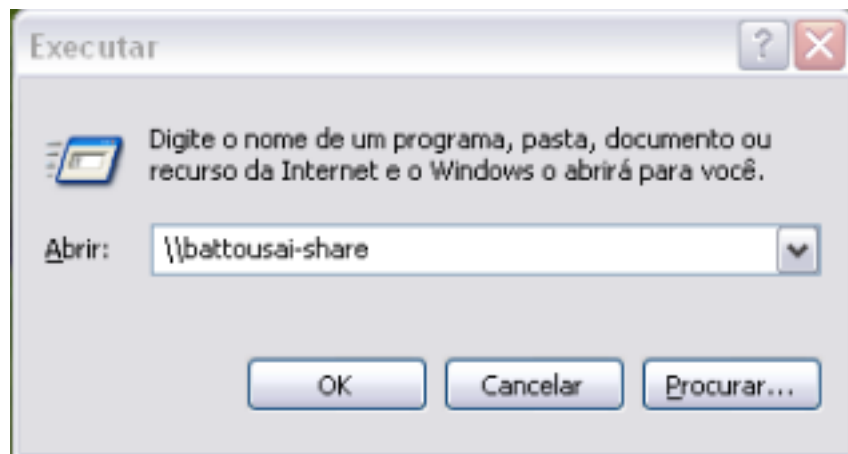 Executar
Digite o nome de um programa, pasta, documento ou
recurso da Internet e o Windows o abrirá para você.
Abrir: \\battousai-share
OK Cancelar Procurar...